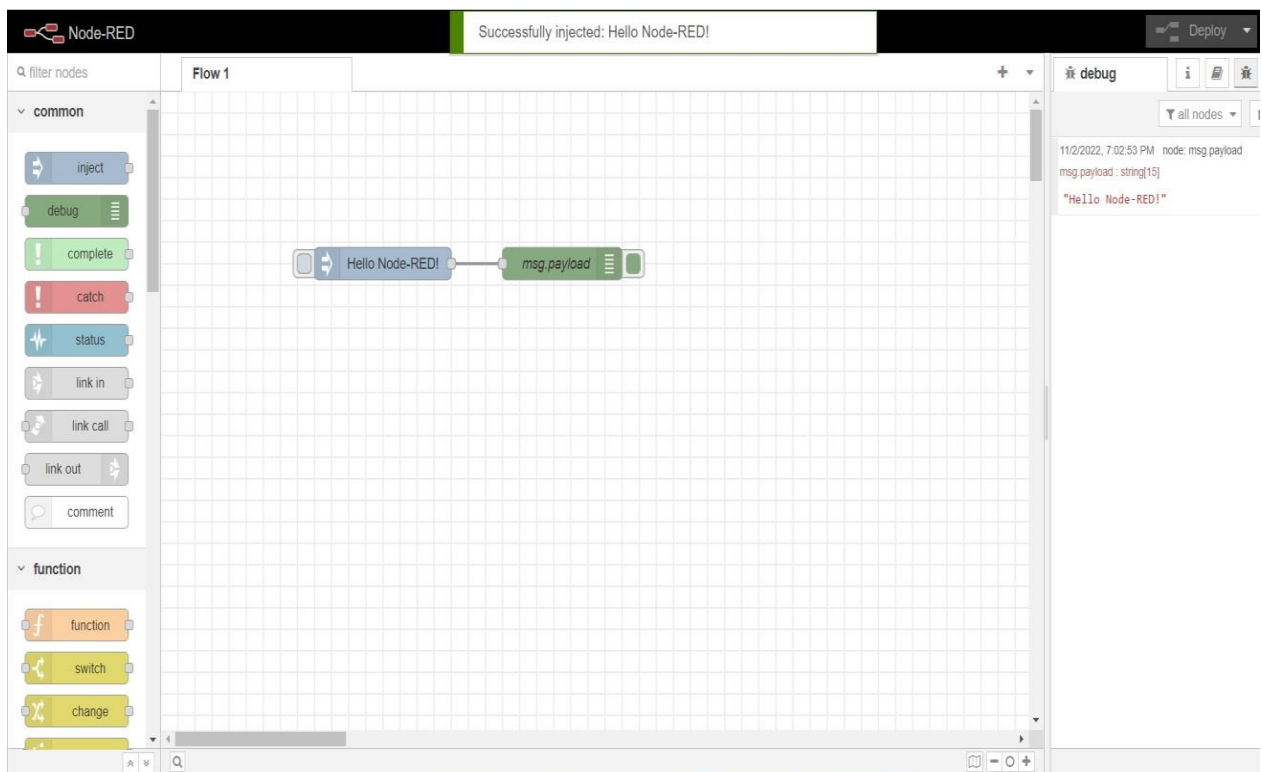 Node-RED
Successfully injected: Hello Node-RED!
Deploy
filter nodes
Flow 1
debug
i
common
all nodes
inject
debug
complete
catch
status
link in
link call
link out
comment
function
function
switch
change
Hello Node-RED!
msg.payload
11/2/2022, 7:02:53 PM node: msg.payload
msg.payload : string[15]
"Hello Node-RED!"